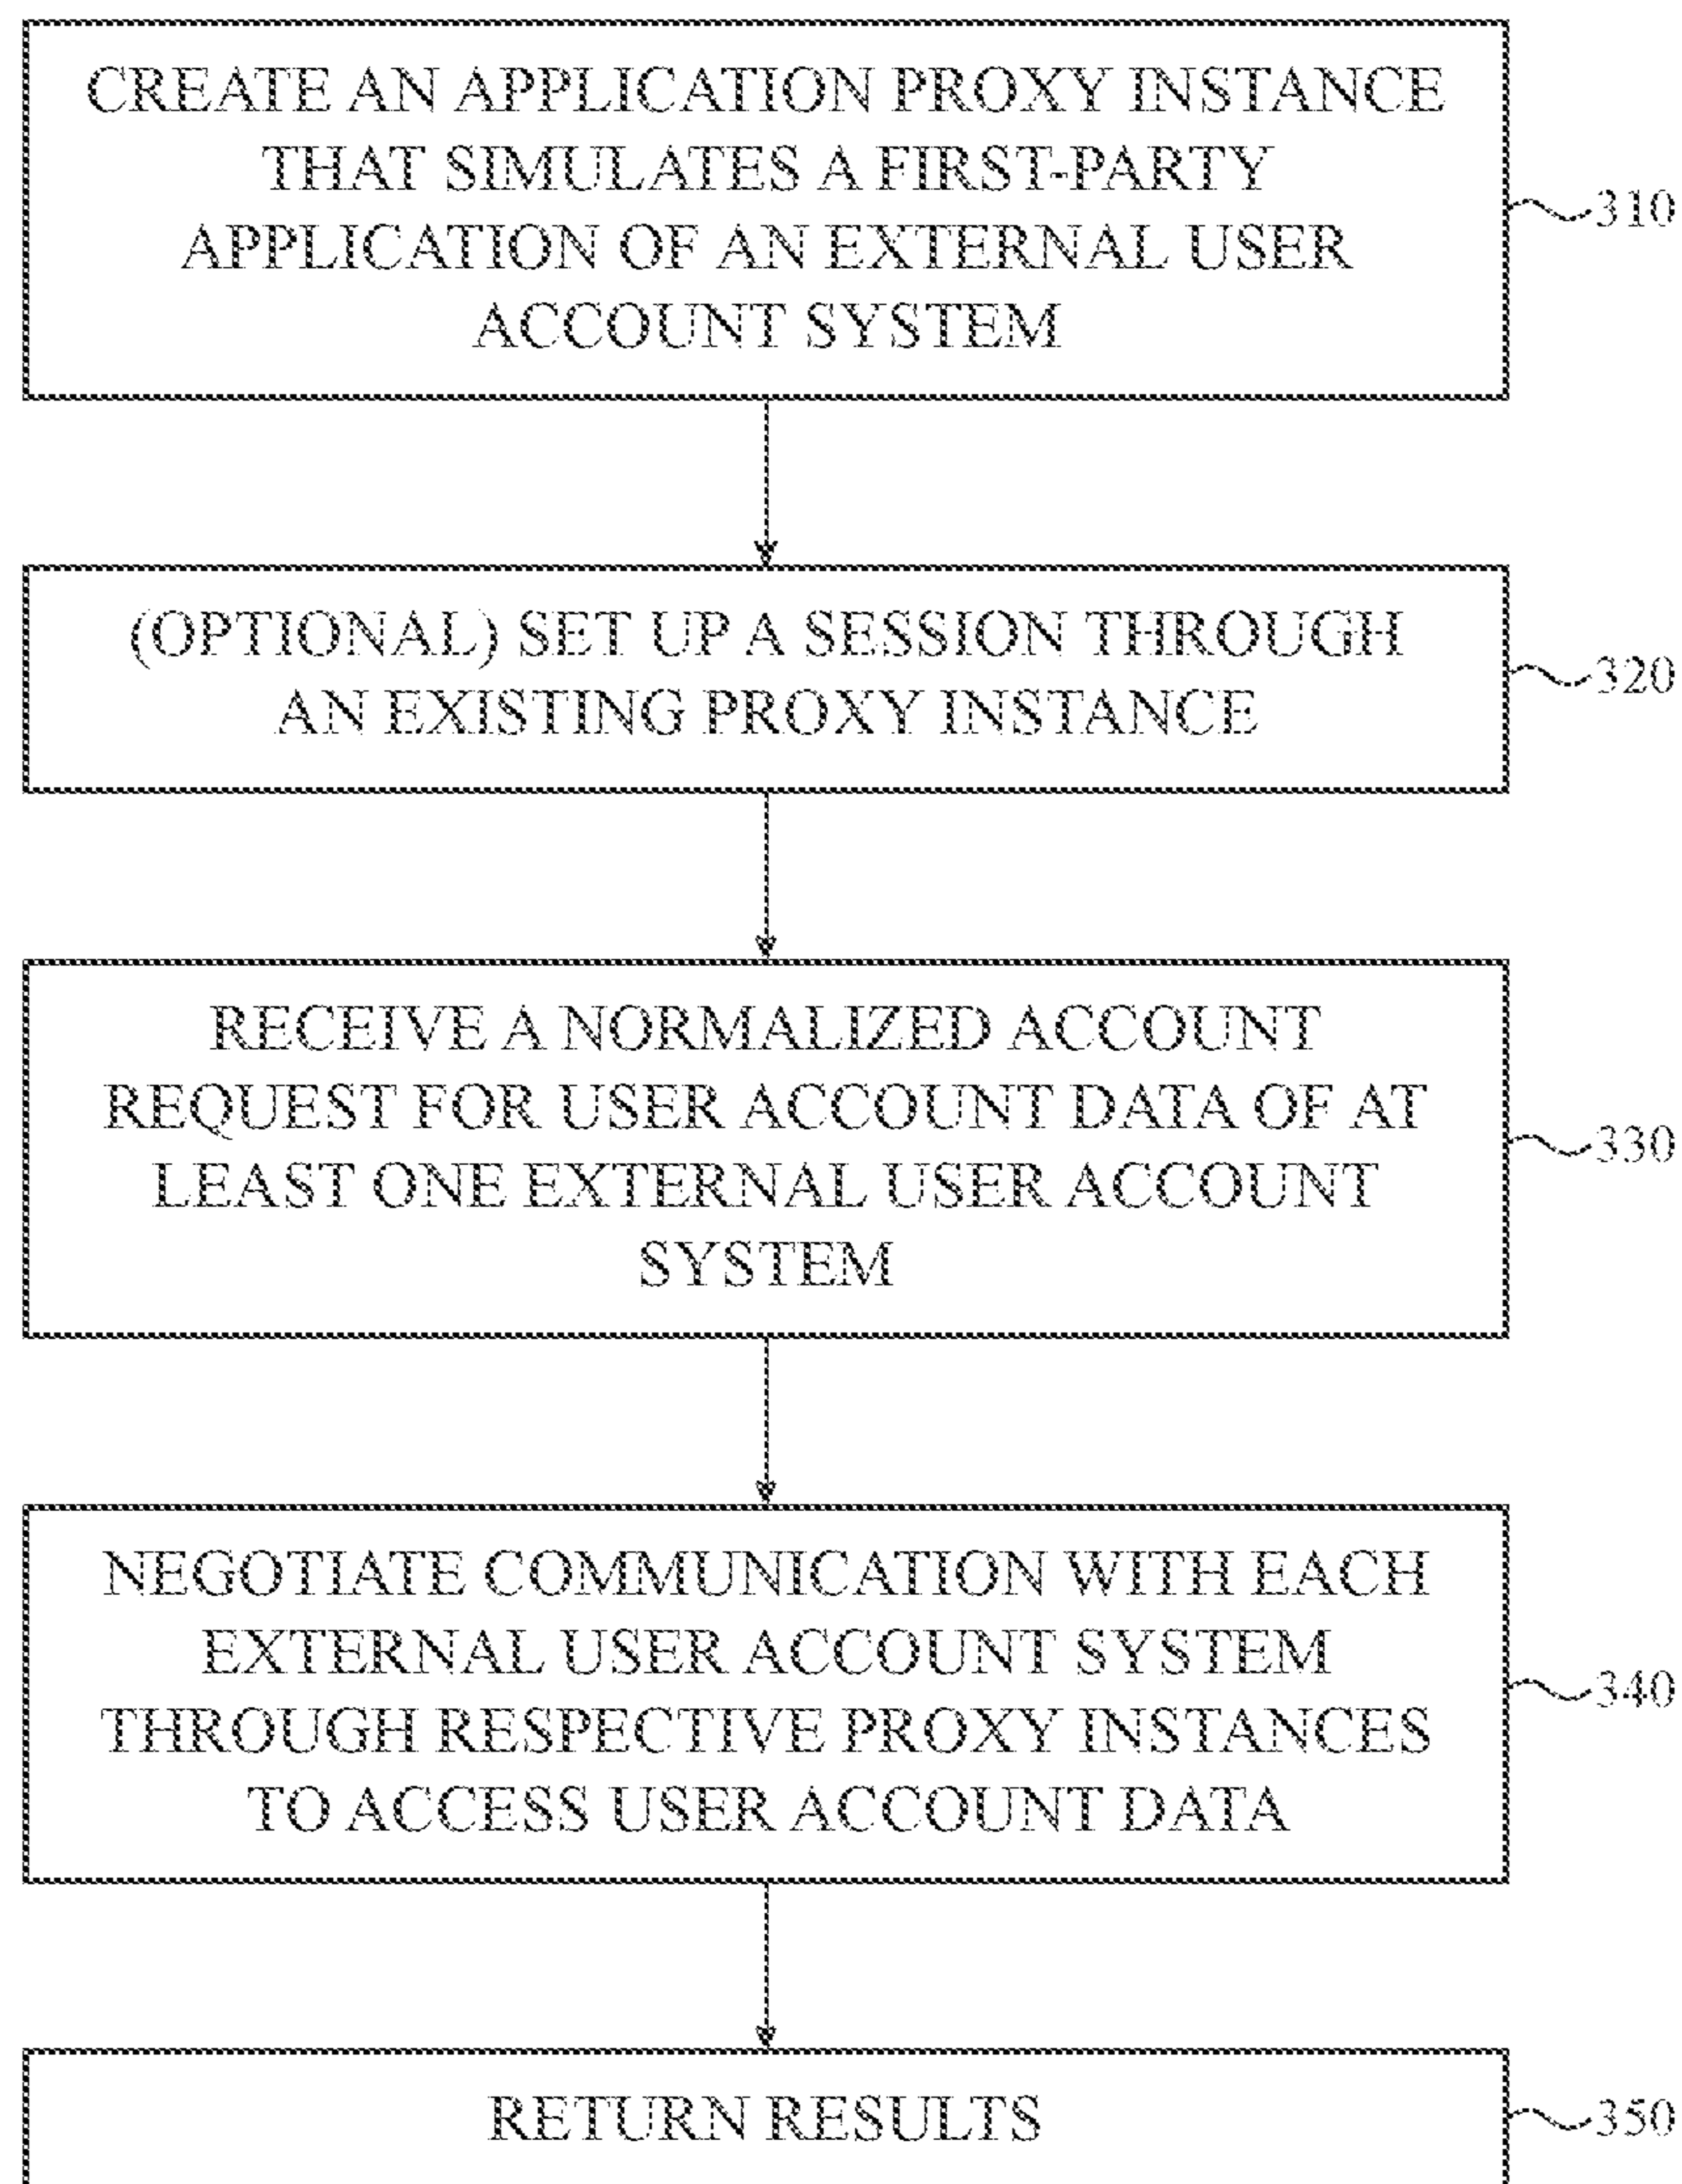 CREATE AN APPLICATION PROXY INSTANCE
THAT SIMULATES A FIRST-PARTY
APPLICATION OF AN EXTERNAL USER
ACCOUNT SYSTEM
310
(OPTIONAL) SET UP A SESSION THROUGH
AN EXISTING PROXY INSTANCE
320
RECEIVE A NORMALIZED ACCOUNT
REQUEST FOR USER ACCOUNT DATA OF AT
LEAST ONE EXTERNAL USER ACCOUNT
SYSTEM
330
NEGOTIATE COMMUNICATION WITH EACH
EXTERNAL USER ACCOUNT SYSTEM
THROUGH RESPECTIVE PROXY INSTANCES
TO ACCESS USER ACCOUNT DATA
340
RETURN RESULTS
350